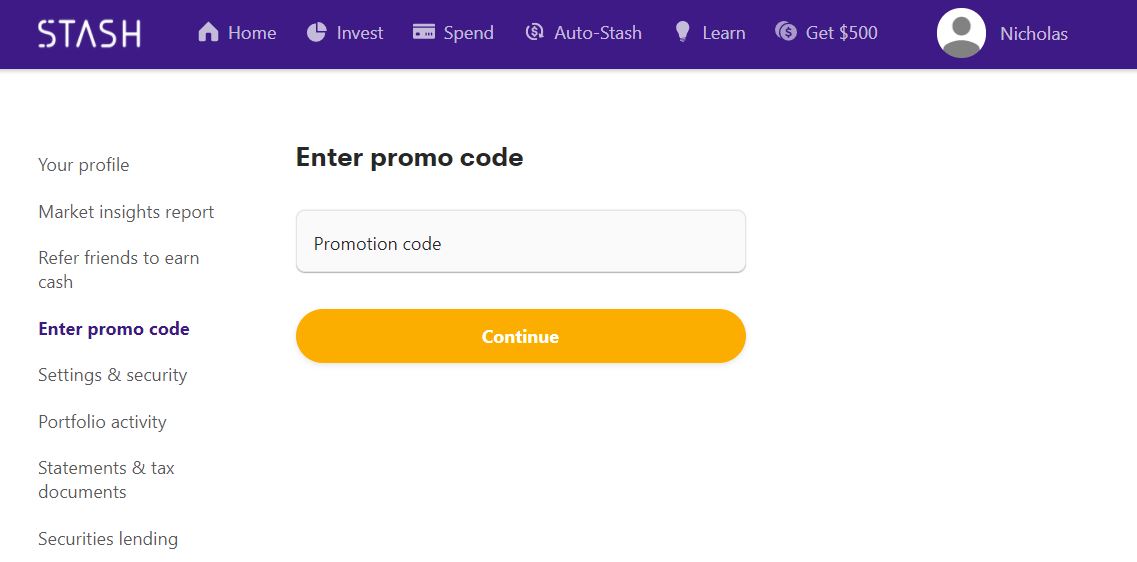 STASH
Home
Invest
Spend
Auto-Stash
Learn
Get $500
Nicholas
Your profile
Market insights report
Refer friends to earn
cash
Enter promo code
Settings & security
Portfolio activity
Statements & tax
documents
Securities lending
Enter promo code
Promotion code
Continue